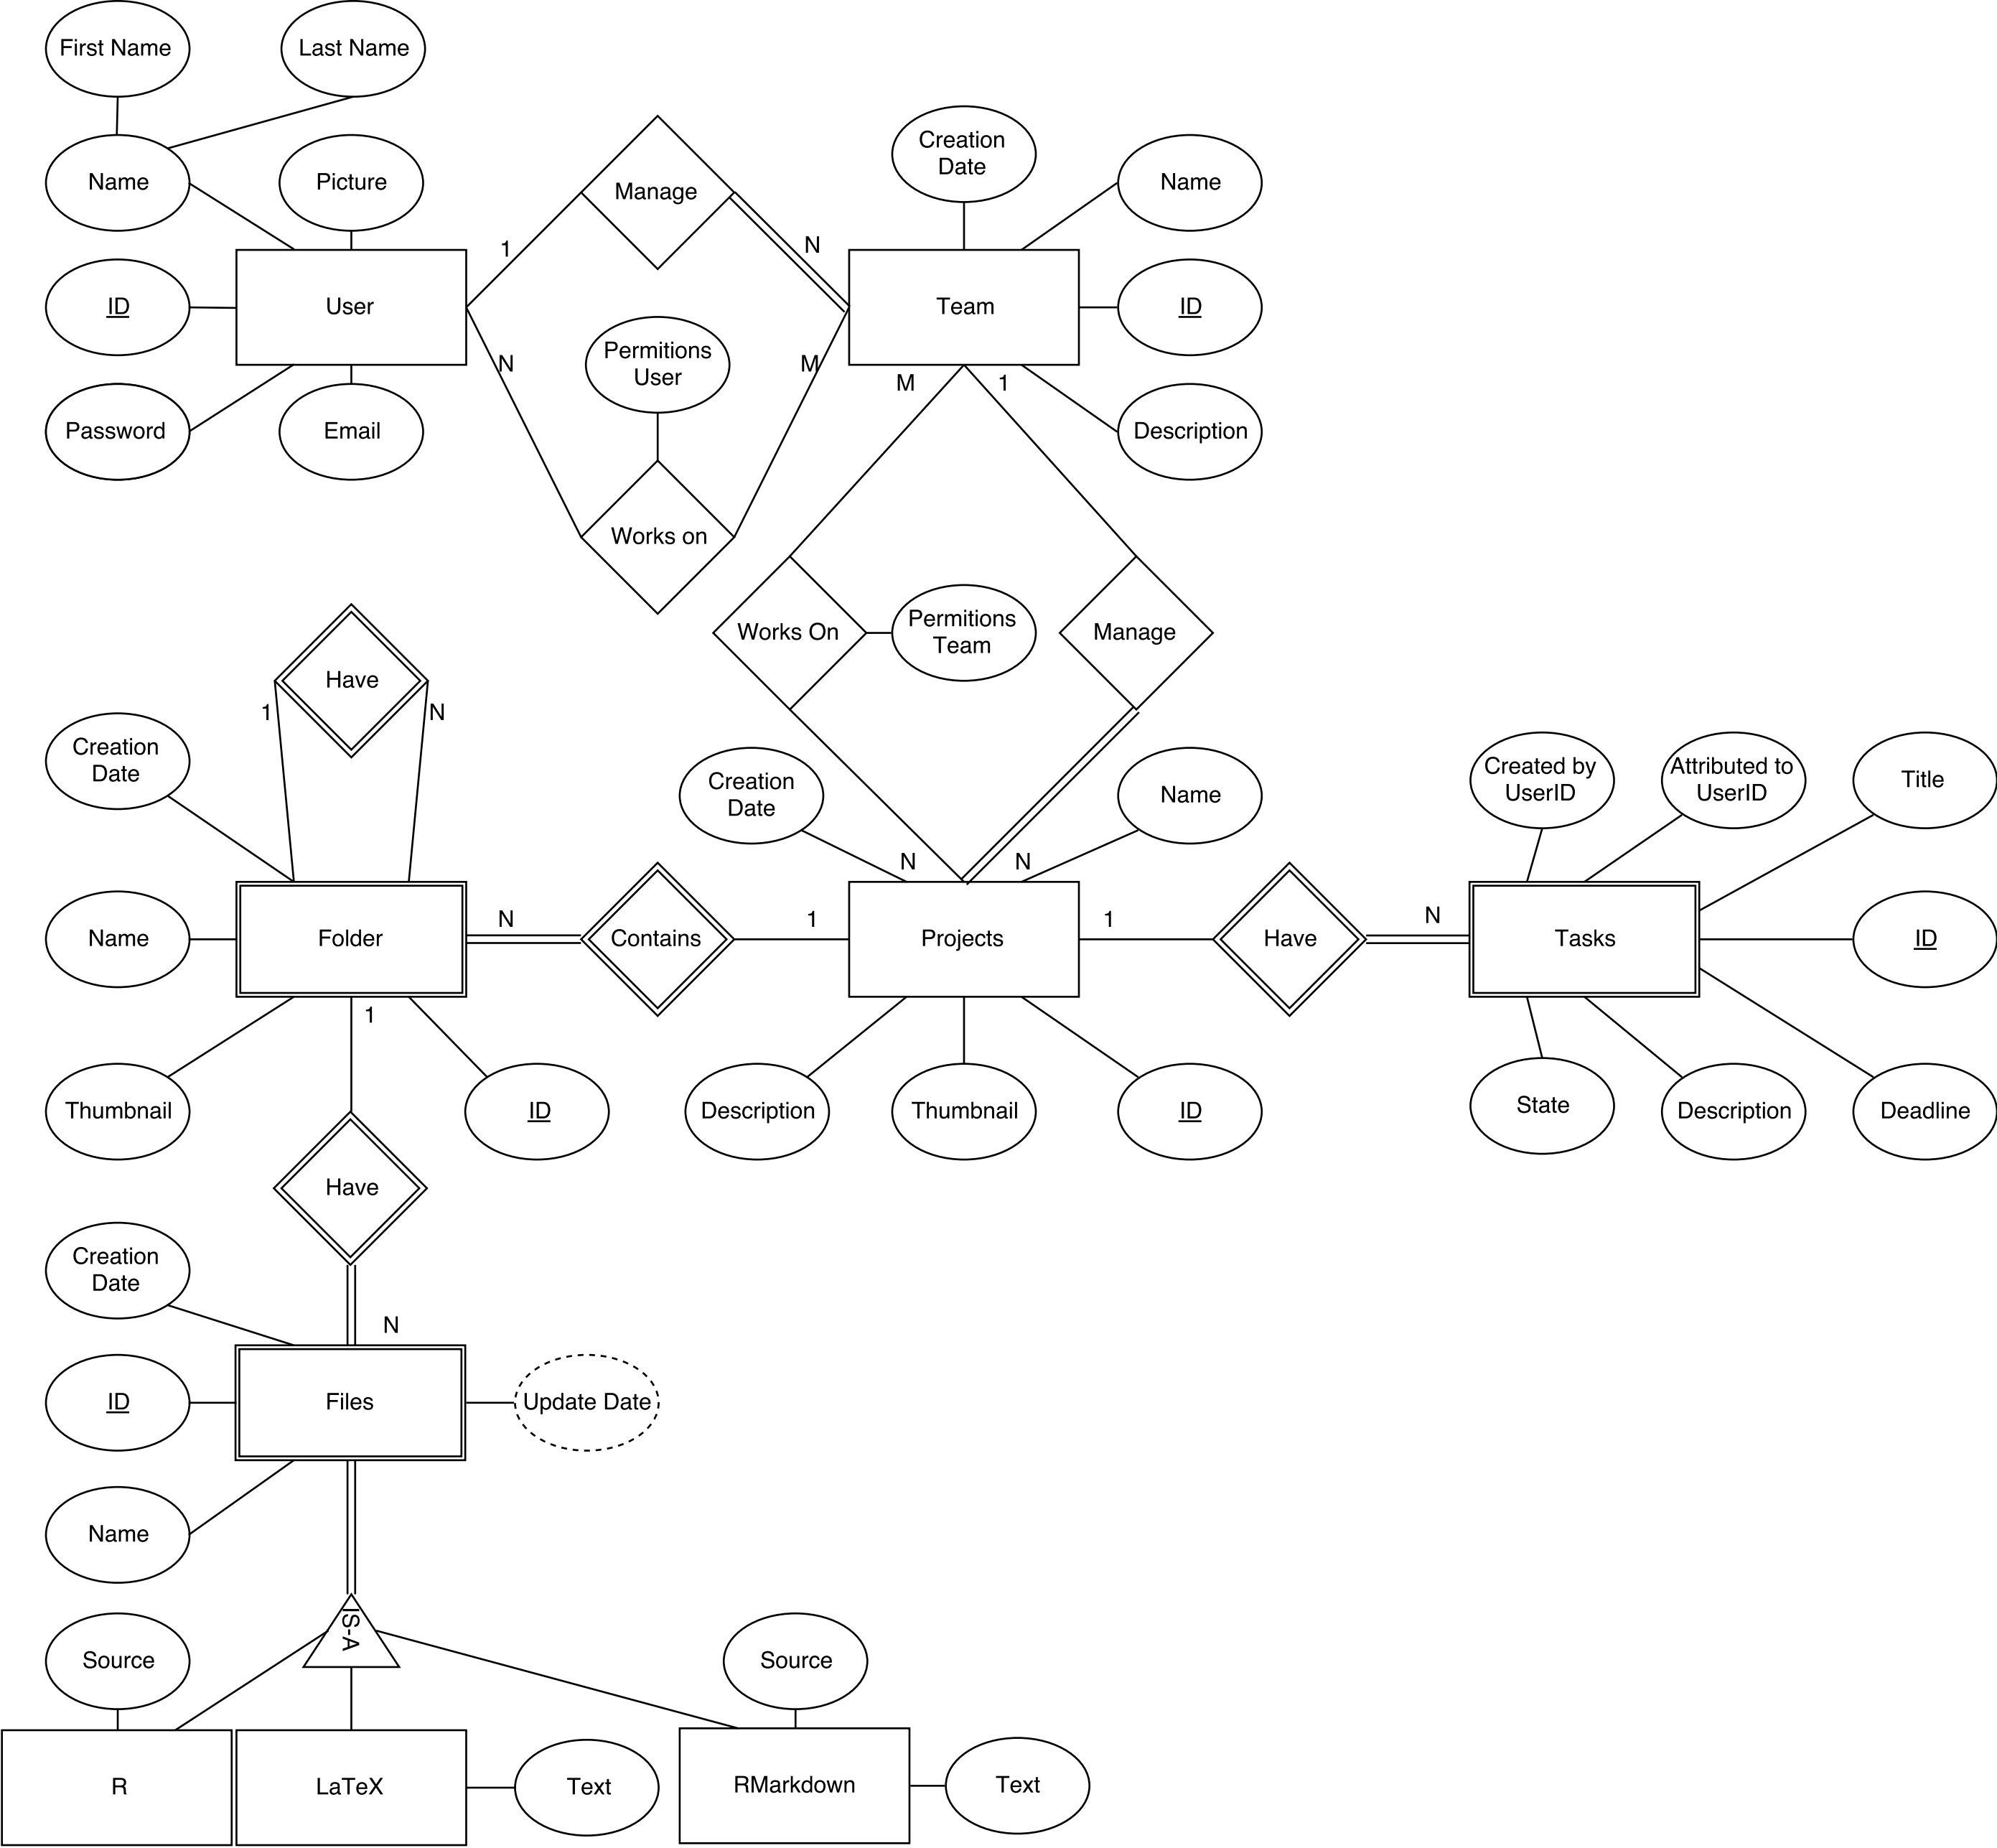 First Name
Last Name
Creation
Date
Name
Picture
Manage
Name
1
N
ID
User
Team
ID
Permitions
User
N
M
M
1
Password
Email
Description
Works on
Works On
Permitions
Team
Manage
Have
1
N
Creation
Date
Creation
Date
Name
Created by
UserID
Attributed to
UserID
Title
N
N
Name
Folder
N
Contains
1
Projects
1
Have
N
Tasks
ID
1
Thumbnail
ID
Description
Thumbnail
ID
State
Description
Deadline
Have
Creation
Date
N
ID
Files
Update Date
Name
IS-A
Source
Source
R
LaTeX
Text
RMarkdown
Text